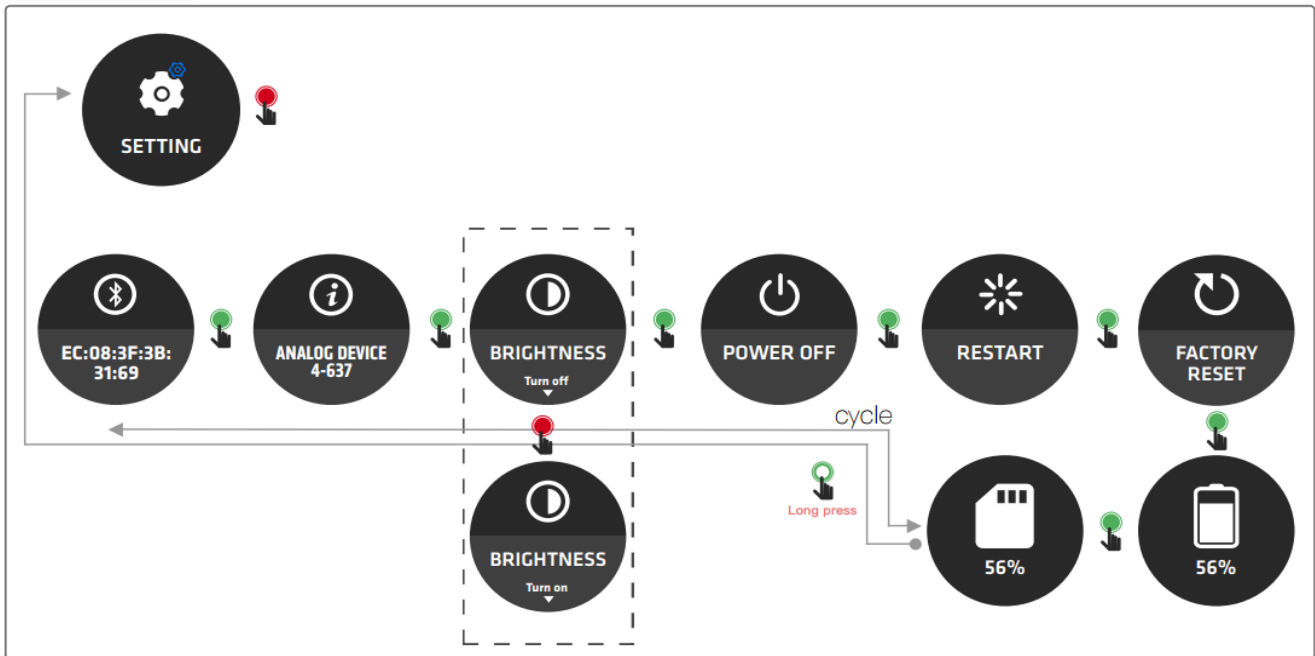 SETTING
EC:08:3F:3B:
31:69
ANALOG DEVICE
4-637
BRIGHTNESS
Turn off
POWER OFF
RESTART
FACTORY
RESET
cycle
Long press
BRIGHTNESS
Turn on
56%
56%